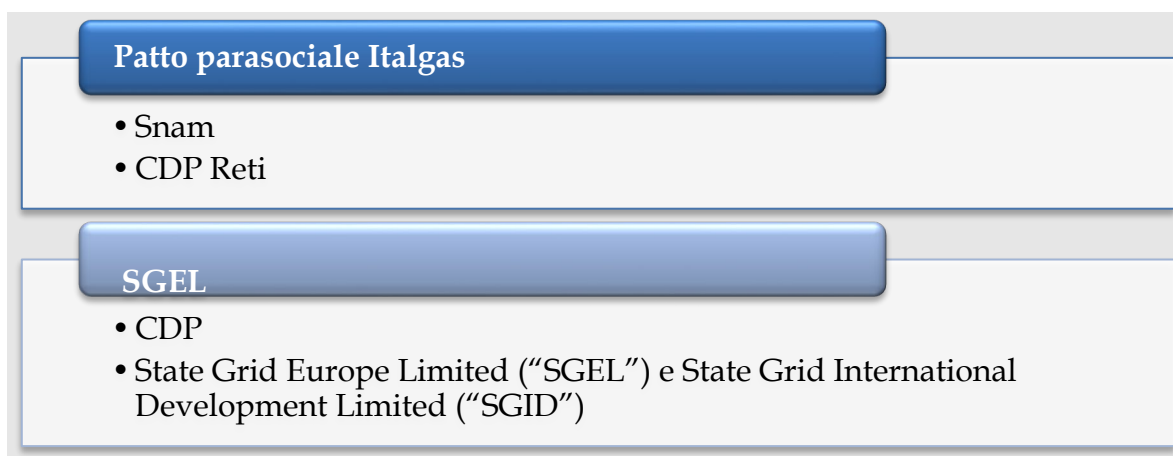 Patto parasociale Italgas
• Snam
• CDP Reti
SGEL
• CDP
• State Grid Europe Limited (“SGEL”) e State Grid International
Development Limited (“SGID”)